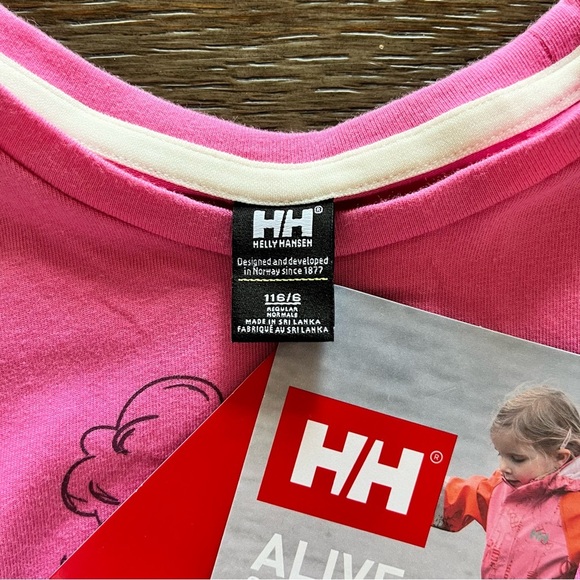 HH®
HELLY HANSEN
Designed and developed
in Norway since 1877
116/6
REGULAR
NORMALE
MADE IN SRI LANKA
FABRIQUÉ AU SRI LANKA
HH®
ALIVE